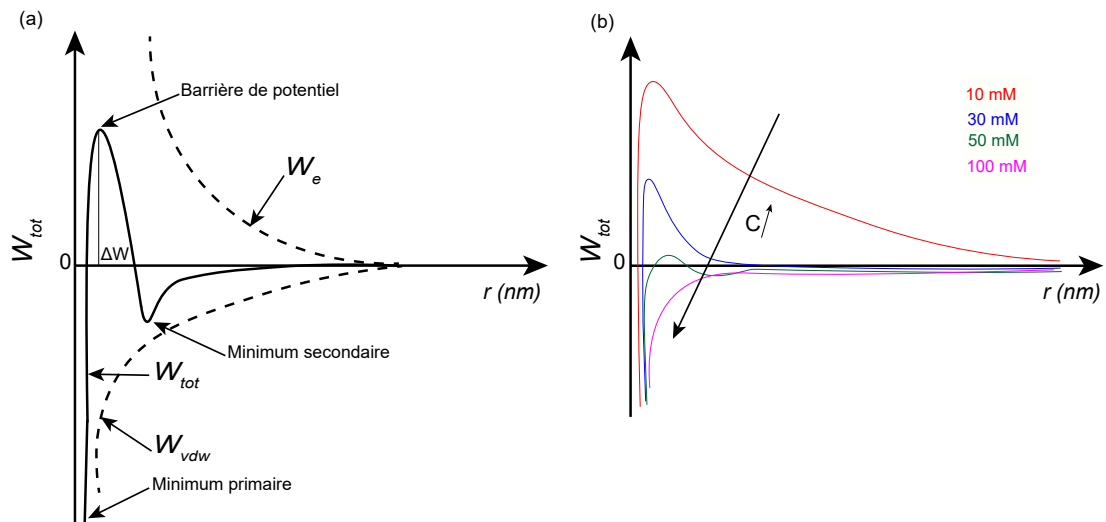 (a)
Barrière de potentiel
W_e
W_tot
0
ΔW
r (nm)
Minimum secondaire
W_tot
W_vdw
Minimum primaire
(b)
10 mM
30 mM
50 mM
100 mM
C
W_tot
0
r (nm)